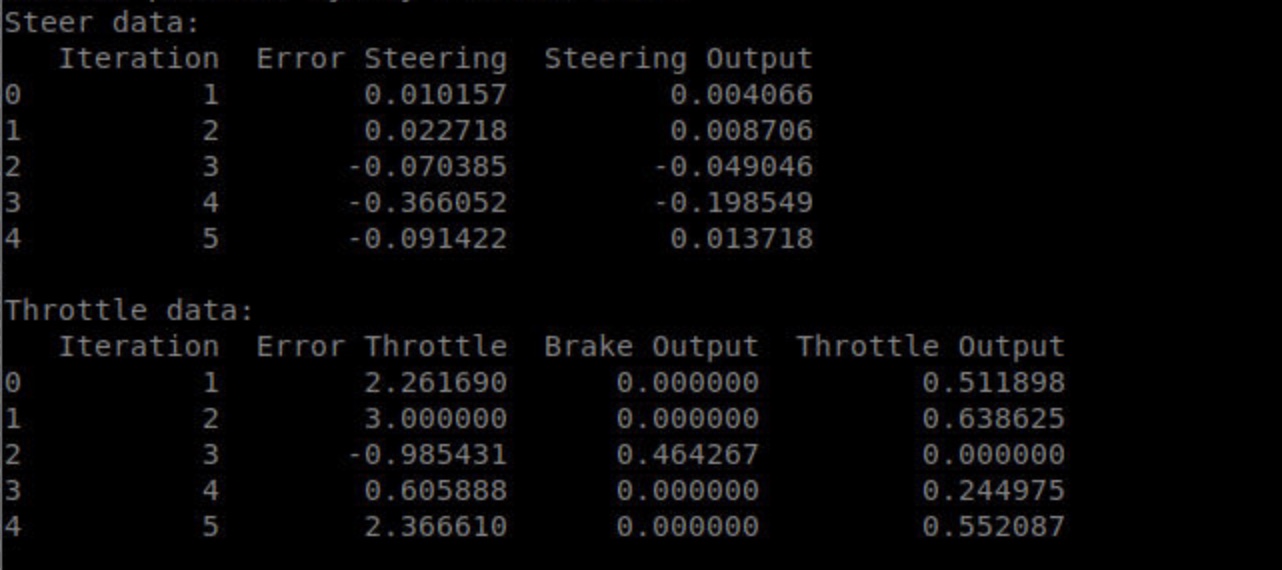 Steer data:
   Iteration  Error Steering  Steering Output
0          1        0.010157         0.004066
1          2        0.022718         0.008706
2          3       -0.070385        -0.049046
3          4       -0.366052        -0.198549
4          5       -0.091422         0.013718
Throttle data:
   Iteration  Error Throttle  Brake Output  Throttle Output
0          1        2.261690      0.000000         0.511898
1          2        3.000000      0.000000         0.638625
2          3       -0.985431      0.464267         0.000000
3          4        0.605888      0.000000         0.244975
4          5        2.366610      0.000000         0.552087